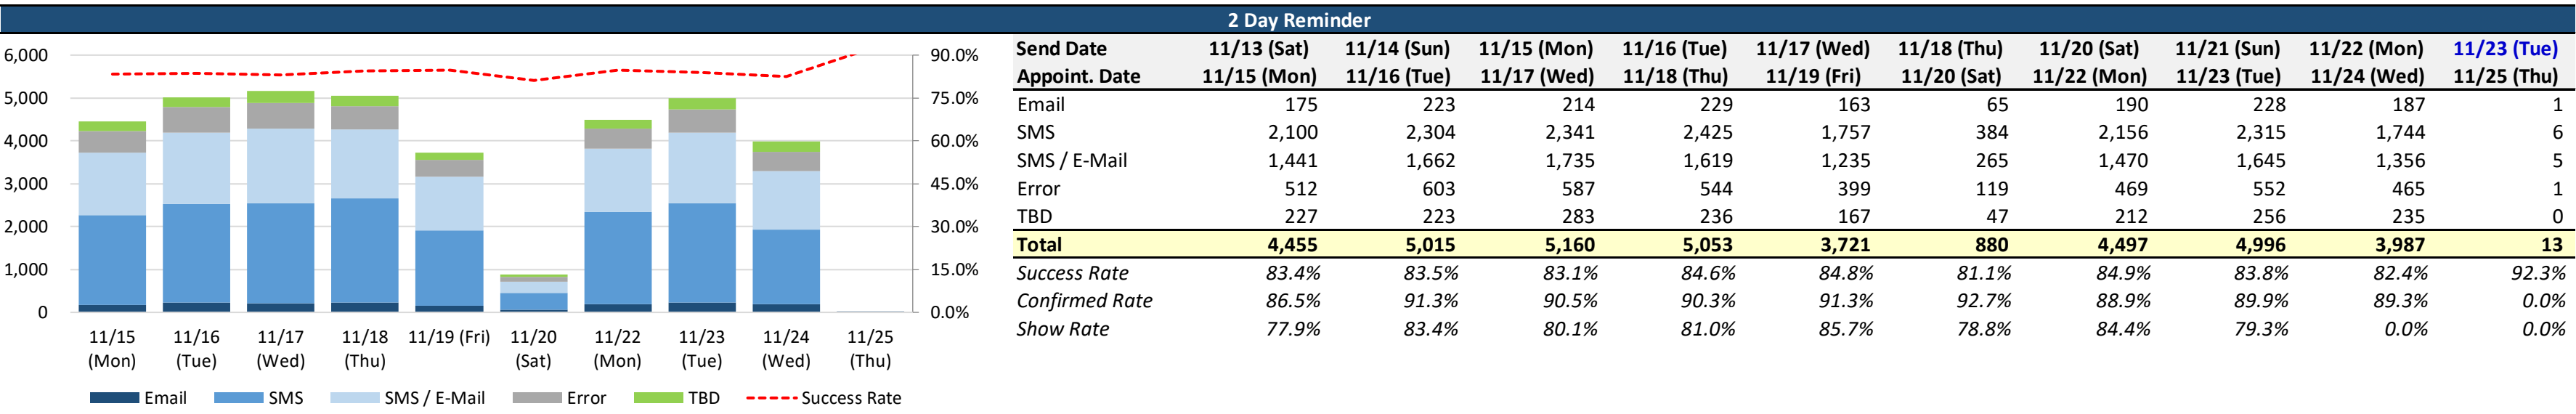 2 Day Reminder
6,000
5,000
4,000
3,000
2,000
1,000
0
90.0%
75.0%
60.0%
45.0%
30.0%
15.0%
0.0%
11/15 (Mon)
11/16 (Tue)
11/17 (Wed)
11/18 (Thu)
11/19 (Fri)
11/20 (Sat)
11/22 (Mon)
11/23 (Tue)
11/24 (Wed)
11/25 (Thu)
Email SMS SMS / E-Mail Error TBD Success Rate
Send Date 11/13 (Sat) 11/14 (Sun) 11/15 (Mon) 11/16 (Tue) 11/17 (Wed) 11/18 (Thu) 11/20 (Sat) 11/21 (Sun) 11/22 (Mon) 11/23 (Tue)
Appoint. Date 11/15 (Mon) 11/16 (Tue) 11/17 (Wed) 11/18 (Thu) 11/19 (Fri) 11/20 (Sat) 11/22 (Mon) 11/23 (Tue) 11/24 (Wed) 11/25 (Thu)
Email 175 223 214 229 163 65 190 228 187 1
SMS 2,100 2,304 2,341 2,425 1,757 384 2,156 2,315 1,744 6
SMS / E-Mail 1,441 1,662 1,735 1,619 1,235 265 1,470 1,645 1,356 5
Error 512 603 587 544 399 119 469 552 465 1
TBD 227 223 283 236 167 47 212 256 235 0
Total 4,455 5,015 5,160 5,053 3,721 880 4,497 4,996 3,987 13
Success Rate 83.4% 83.5% 83.1% 84.6% 84.8% 81.1% 84.9% 83.8% 82.4% 92.3%
Confirmed Rate 86.5% 91.3% 90.5% 90.3% 91.3% 92.7% 88.9% 89.9% 89.3% 0.0%
Show Rate 77.9% 83.4% 80.1% 81.0% 85.7% 78.8% 84.4% 79.3% 0.0% 0.0%